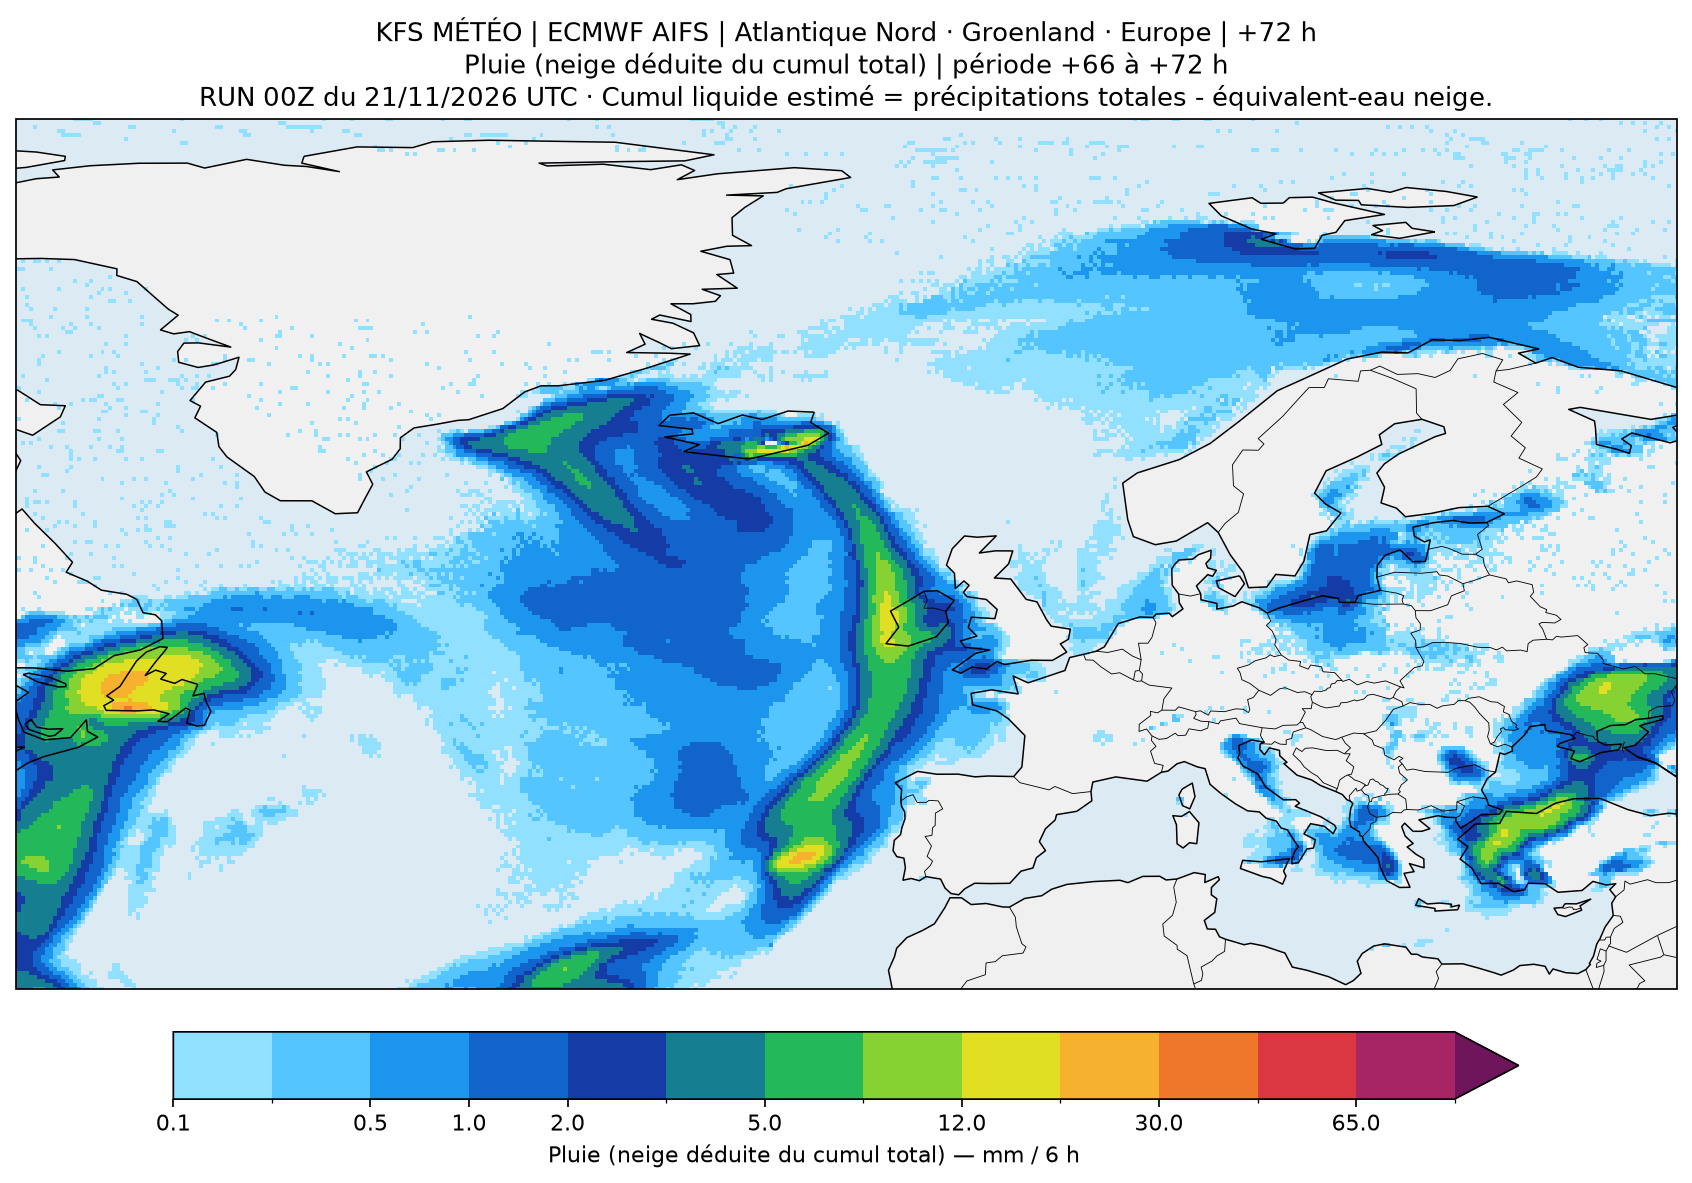 KFS MÉTÉO | ECMWF AIFS | Atlantique Nord · Groenland · Europe | +72 h
Pluie (neige déduite du cumul total) | période +66 à +72 h
RUN 00Z du 21/11/2026 UTC · Cumul liquide estimé = précipitations totales - équivalent-eau neige.
0.1 0.5 1.0 2.0 5.0 12.0 30.0 65.0
Pluie (neige déduite du cumul total) — mm / 6 h